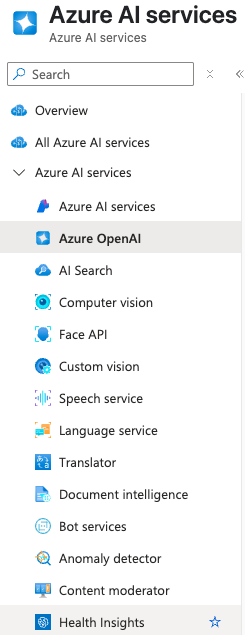 Azure AI services
Azure AI services
Search
Overview
All Azure AI services
Azure AI services
Azure AI services
Azure OpenAI
AI Search
Computer vision
Face API
Custom vision
Speech service
Language service
Translator
Document intelligence
Bot services
Anomaly detector
Content moderator
Health Insights